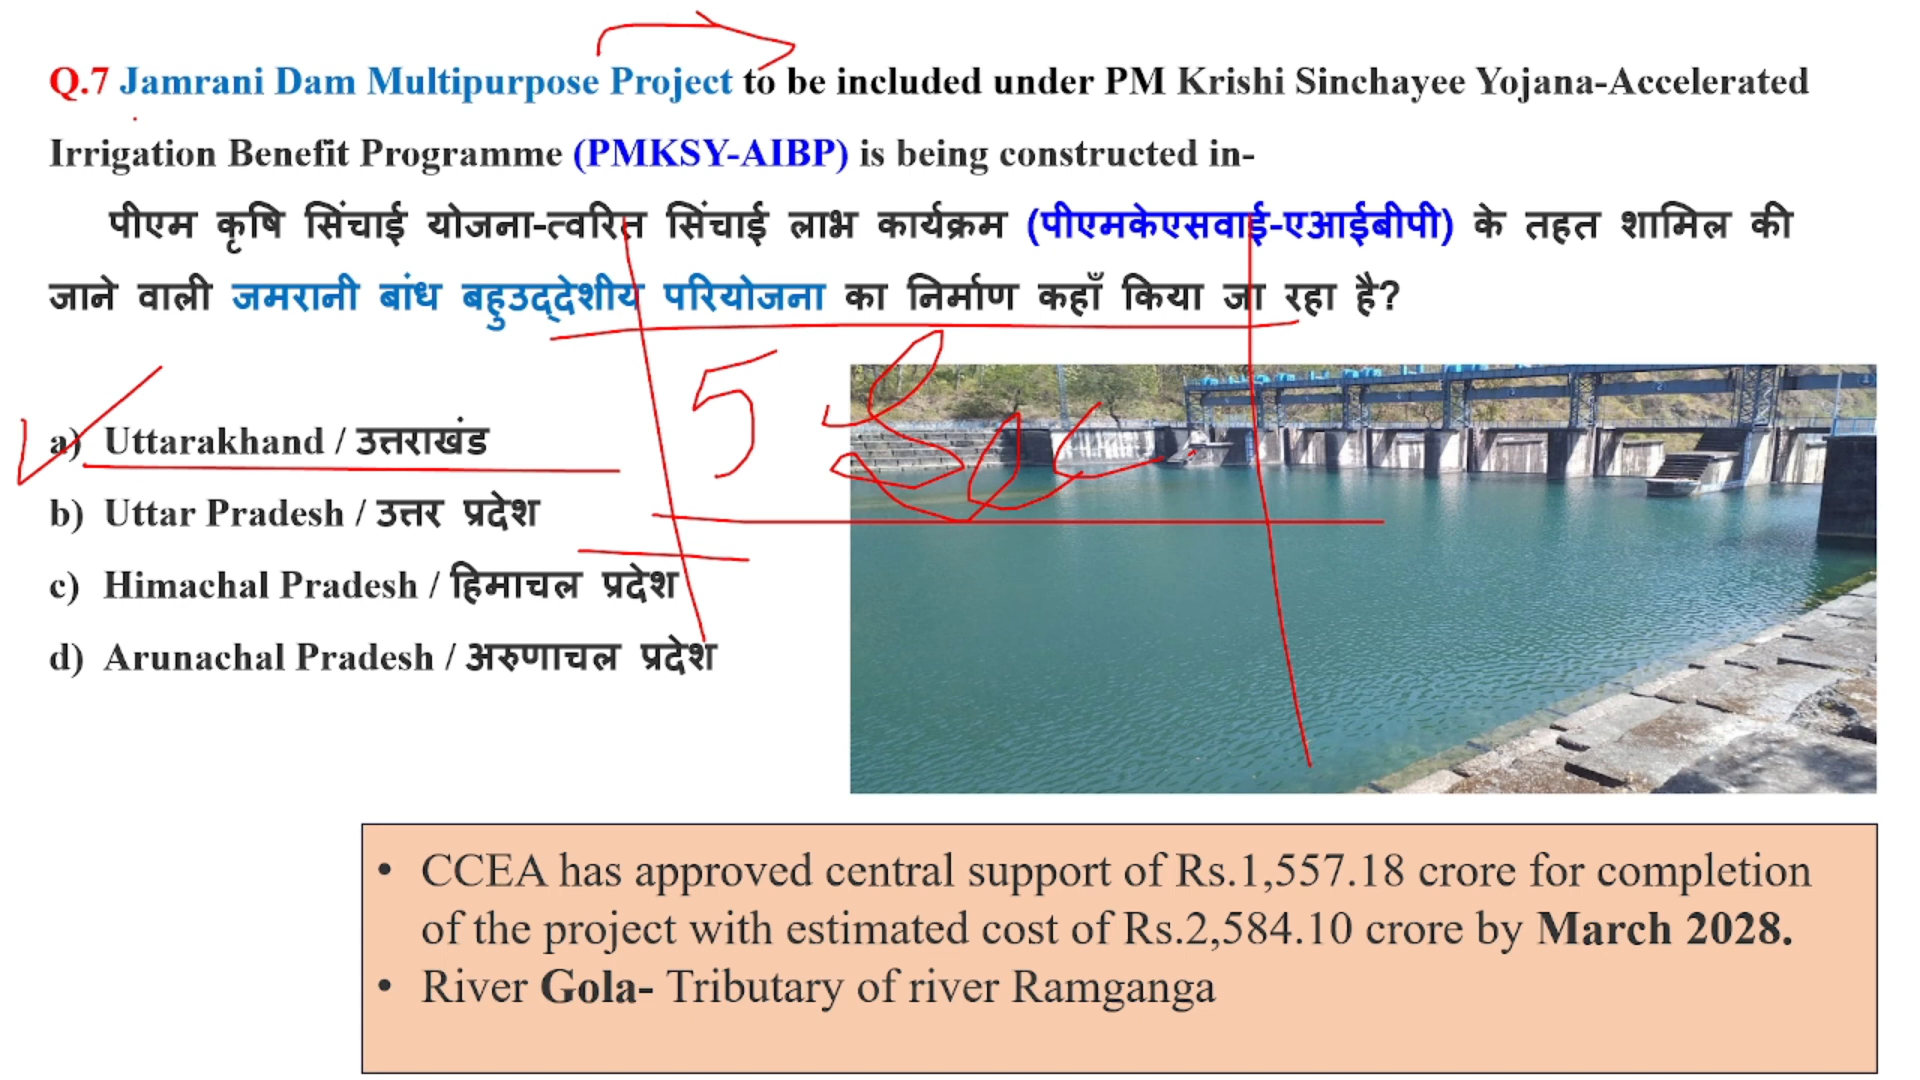 Q.7 Jamrani Dam Multipurpose Project to be included under PM Krishi Sinchayee Yojana-Accelerated
Irrigation Benefit Programme (PMKSY-AIBP) is being constructed in-
पीएम कृषि सिंचाई योजना-त्वरित सिंचाई लाभ कार्यक्रम (पीएमकेएसवाई-एआईबीपी) के तहत शामिल की
जाने वाली जमरानी बांध बहुउद्देशीय परियोजना का निर्माण कहाँ किया जा रहा है?
a) Uttarakhand / उत्तराखंड
b) Uttar Pradesh / उत्तर प्रदेश
c) Himachal Pradesh / हिमाचल प्रदेश
d) Arunachal Pradesh / अरुणाचल प्रदेश
5
• CCEA has approved central support of Rs.1,557.18 crore for completion
of the project with estimated cost of Rs.2,584.10 crore by March 2028.
• River Gola- Tributary of river Ramganga